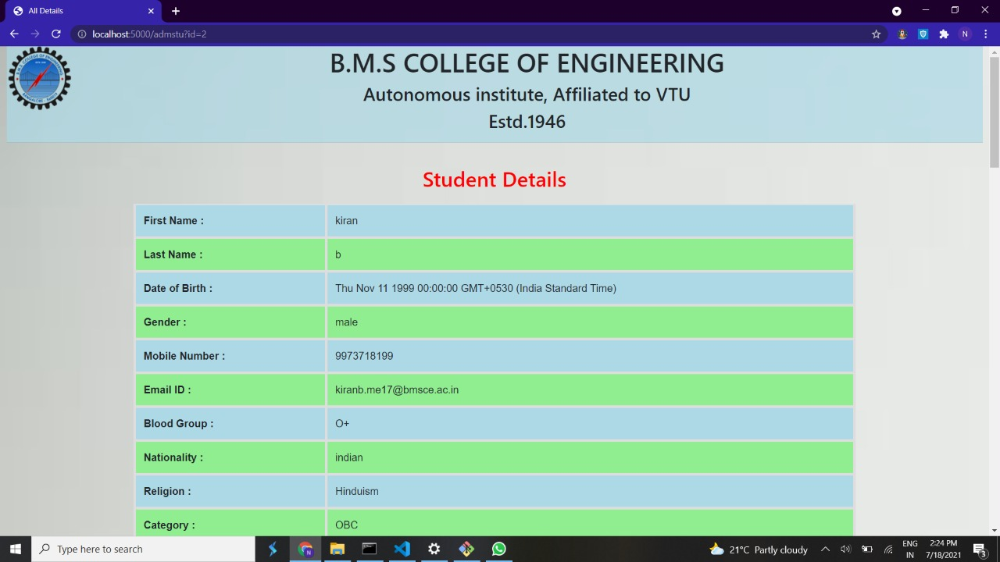 All Details
localhost:5000/admstu?id=2
N
B.M.S COLLEGE OF ENGINEERING
Autonomous institute, Affiliated to VTU
Estd.1946
Student Details
First Name : kiran
Last Name : b
Date of Birth : Thu Nov 11 1999 00:00:00 GMT+0530 (India Standard Time)
Gender : male
Mobile Number : 9973718199
Email ID : kiranb.me17@bmsce.ac.in
Blood Group : O+
Nationality : indian
Religion : Hinduism
Category : OBC
Type here to search
N
21°C Partly cloudy
ENG
IN
2:24 PM
7/18/2021
3